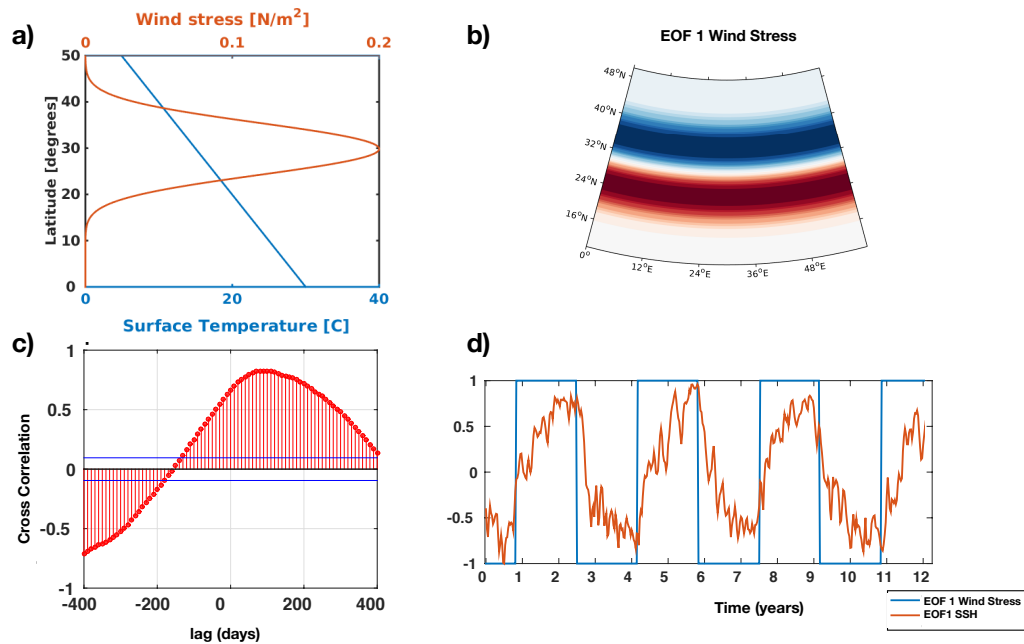 a)
Wind stress [N/m²]
0 0.1 0.2
50
40
30
20
10
0
Latitude [degrees]
0 20 40
Surface Temperature [C]
b)
EOF 1 Wind Stress
48°N
40°N
32°N
24°N
16°N
0°
12°E
24°E
36°E
48°E
c)
1
0.5
0
-0.5
-1
Cross Correlation
-400 -200 0 200 400
lag (days)
d)
1
0.5
0
-0.5
-1
0 1 2 3 4 5 6 7 8 9 10 11 12
Time (years)
EOF 1 Wind Stress
EOF1 SSH